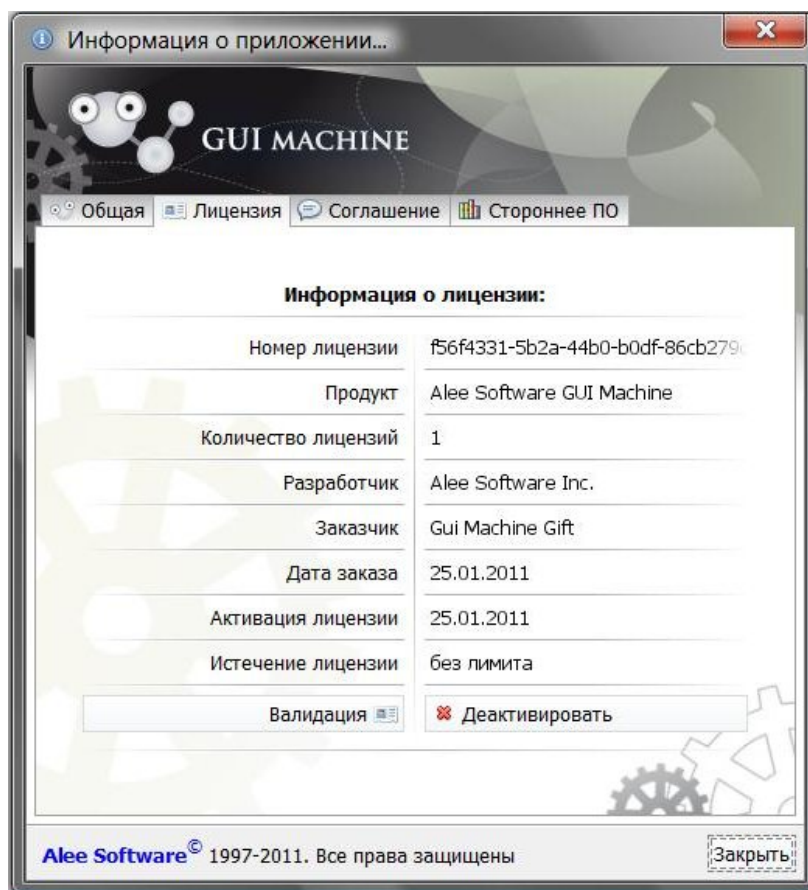 Информация о приложении...
GUI MACHINE
Общая Лицензия Соглашение Стороннее ПО
Информация о лицензии:
Номер лицензии f56f4331-5b2a-44b0-b0df-86cb279
Продукт Alee Software GUI Machine
Количество лицензий 1
Разработчик Alee Software Inc.
Заказчик Gui Machine Gift
Дата заказа 25.01.2011
Активация лицензии 25.01.2011
Истечение лицензии без лимита
Валидация Деактивировать
Alee Software© 1997-2011. Все права защищены Закрыть